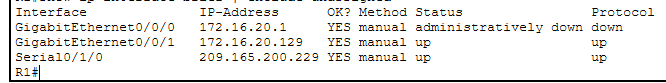 Interface IP-Address OK? Method Status Protocol
GigabitEthernet0/0/0 172.16.20.1 YES manual administratively down down
GigabitEthernet0/0/1 172.16.20.129 YES manual up up
Serial0/1/0 209.165.200.229 YES manual up up
R1#